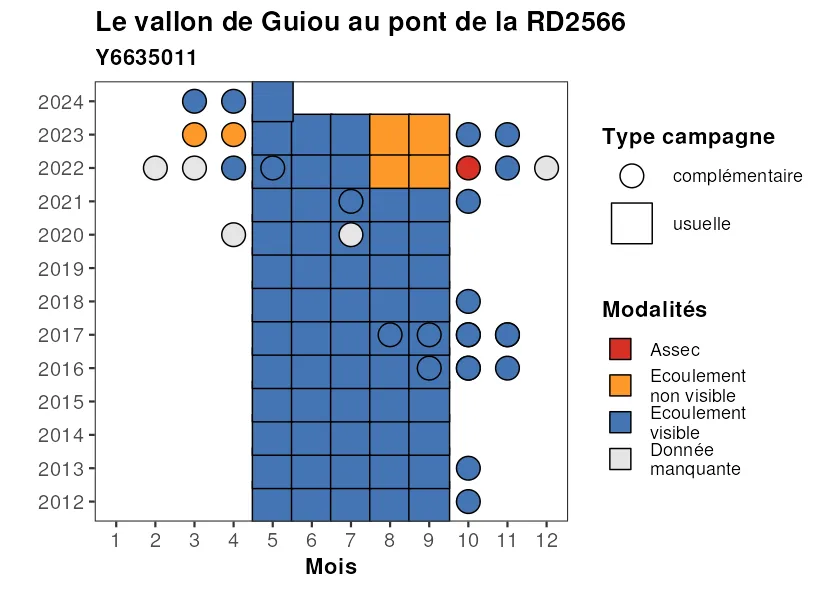 Le vallon de Guiou au pont de la RD2566
Y6635011
2024
2023
2022
2021
2020
2019
2018
2017
2016
2015
2014
2013
2012
1 2 3 4 5 6 7 8 9 10 11 12
Mois
Type campagne
complémentaire
usuelle
Modalités
Assec
Ecoulement
non visible
Ecoulement
visible
Donnée
manquante